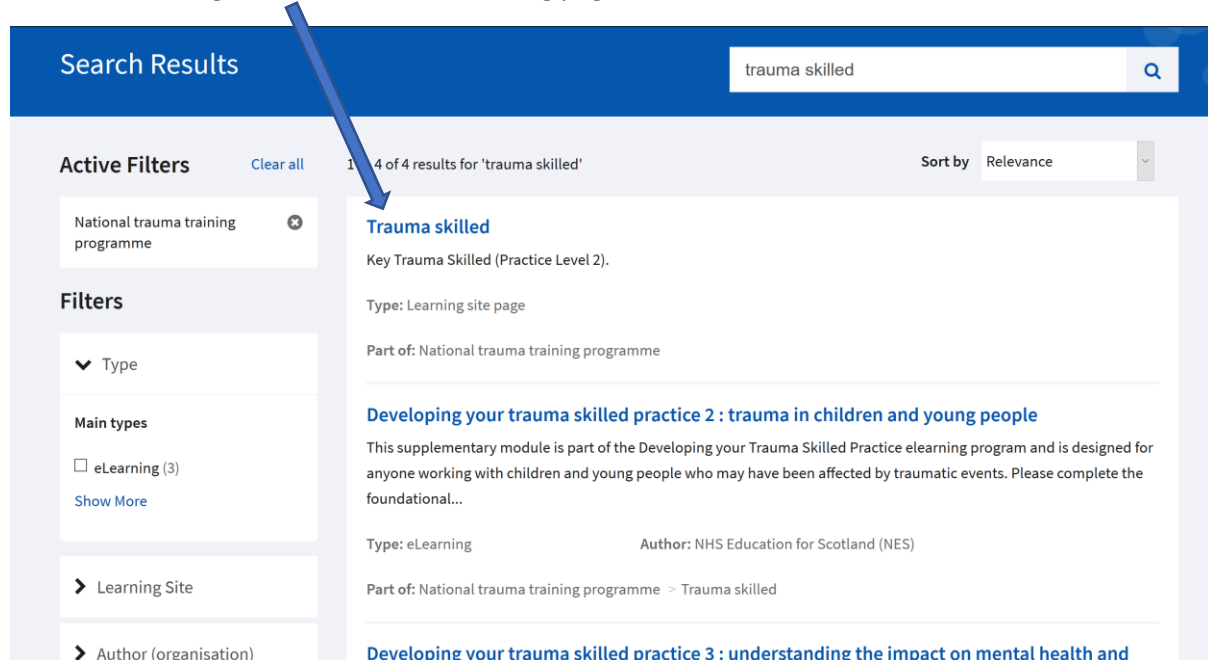 Search Results
trauma skilled
Active Filters
Clear all
4 of 4 results for 'trauma skilled'
Sort by Relevance
National trauma training
programme
Filters
Type
Main types
eLearning (3)
Show More
Learning Site
Author (organisation)
Trauma skilled
Key Trauma Skilled (Practice Level 2).
Type: Learning site page
Part of: National trauma training programme
Developing your trauma skilled practice 2 : trauma in children and young people
This supplementary module is part of the Developing your Trauma Skilled Practice elearning program and is designed for
anyone working with children and young people who may have been affected by traumatic events. Please complete the
foundational...
Type: eLearning Author: NHS Education for Scotland (NES)
Part of: National trauma training programme > Trauma skilled
Developing your trauma skilled practice 3 : understanding the impact on mental health and